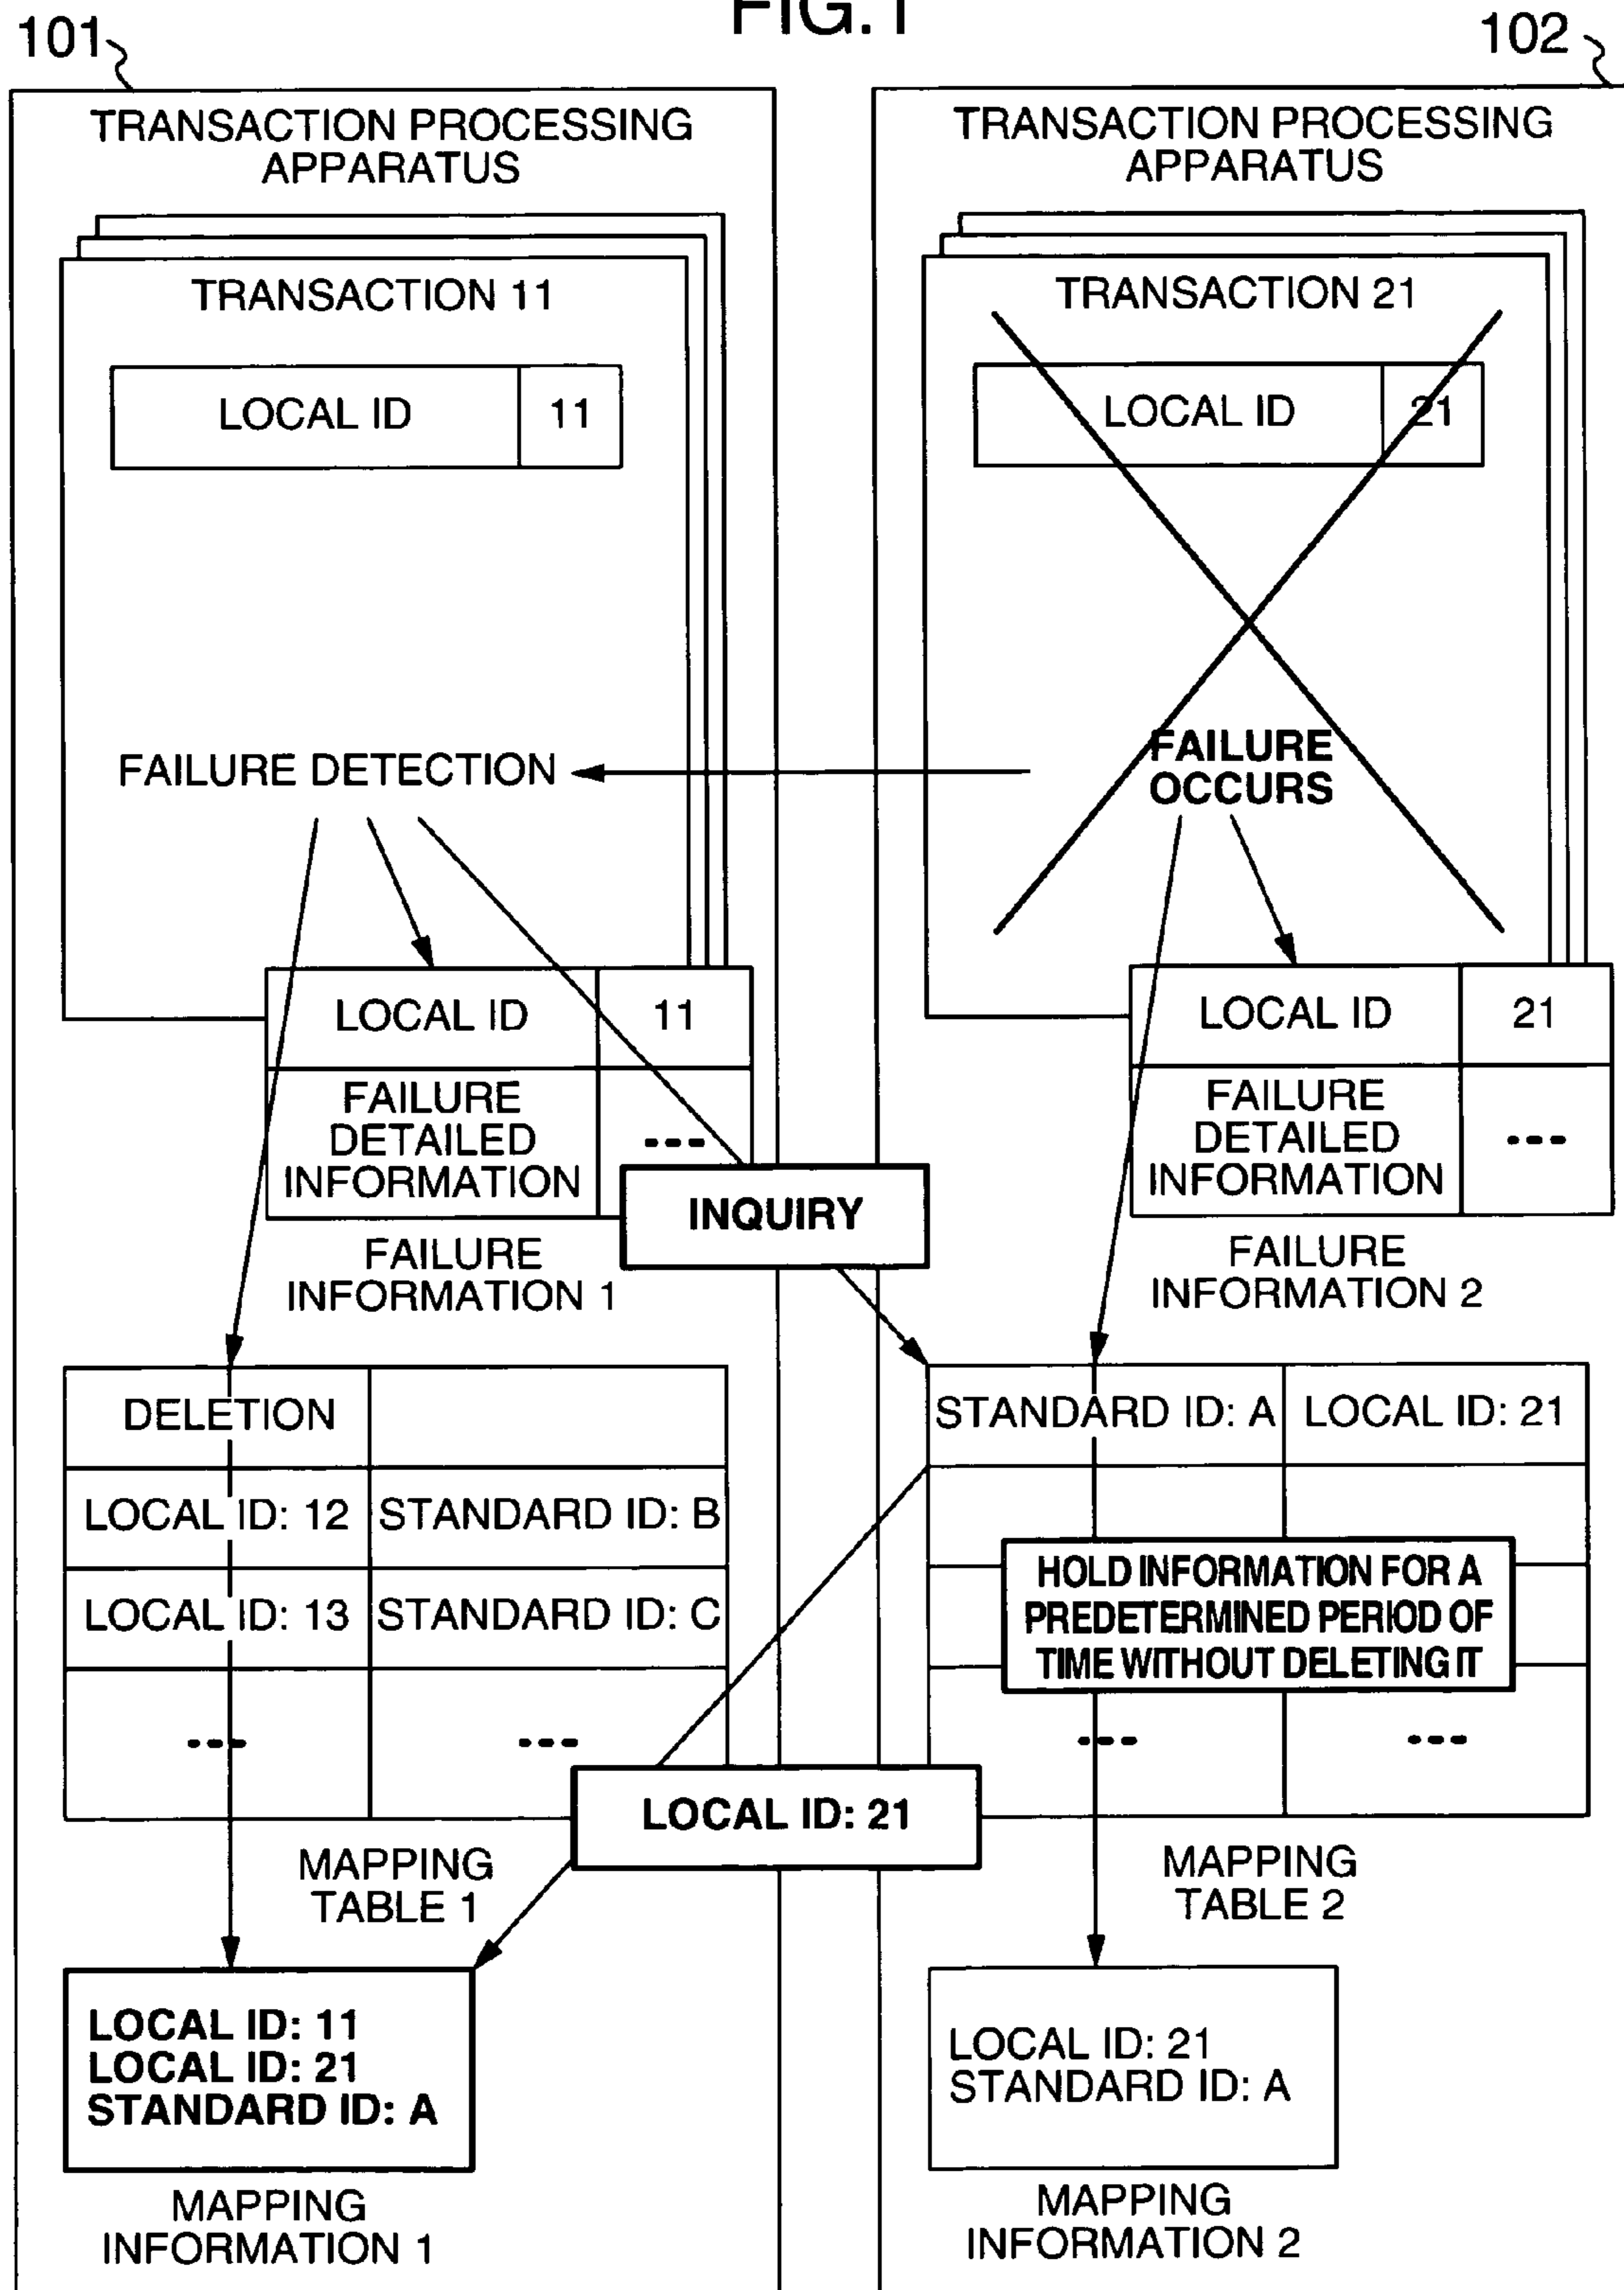 FIG.1
101
102
TRANSACTION PROCESSING
APPARATUS
TRANSACTION 11
LOCAL ID 11
FAILURE DETECTION
LOCAL ID 11
FAILURE
DETAILED
INFORMATION
---
FAILURE
INFORMATION 1
TRANSACTION PROCESSING
APPARATUS
TRANSACTION 21
LOCAL ID 21
FAILURE
OCCURS
LOCAL ID 21
FAILURE
DETAILED
INFORMATION
---
FAILURE
INFORMATION 2
INQUIRY
DELETION
LOCAL ID: 12 STANDARD ID: B
LOCAL ID: 13 STANDARD ID: C
--- ---
MAPPING
TABLE 1
STANDARD ID: A LOCAL ID: 21
HOLD INFORMATION FOR A
PREDETERMINED PERIOD OF
TIME WITHOUT DELETING IT
--- ---
MAPPING
TABLE 2
LOCAL ID: 21
LOCAL ID: 11
LOCAL ID: 21
STANDARD ID: A
MAPPING
INFORMATION 1
LOCAL ID: 21
STANDARD ID: A
MAPPING
INFORMATION 2